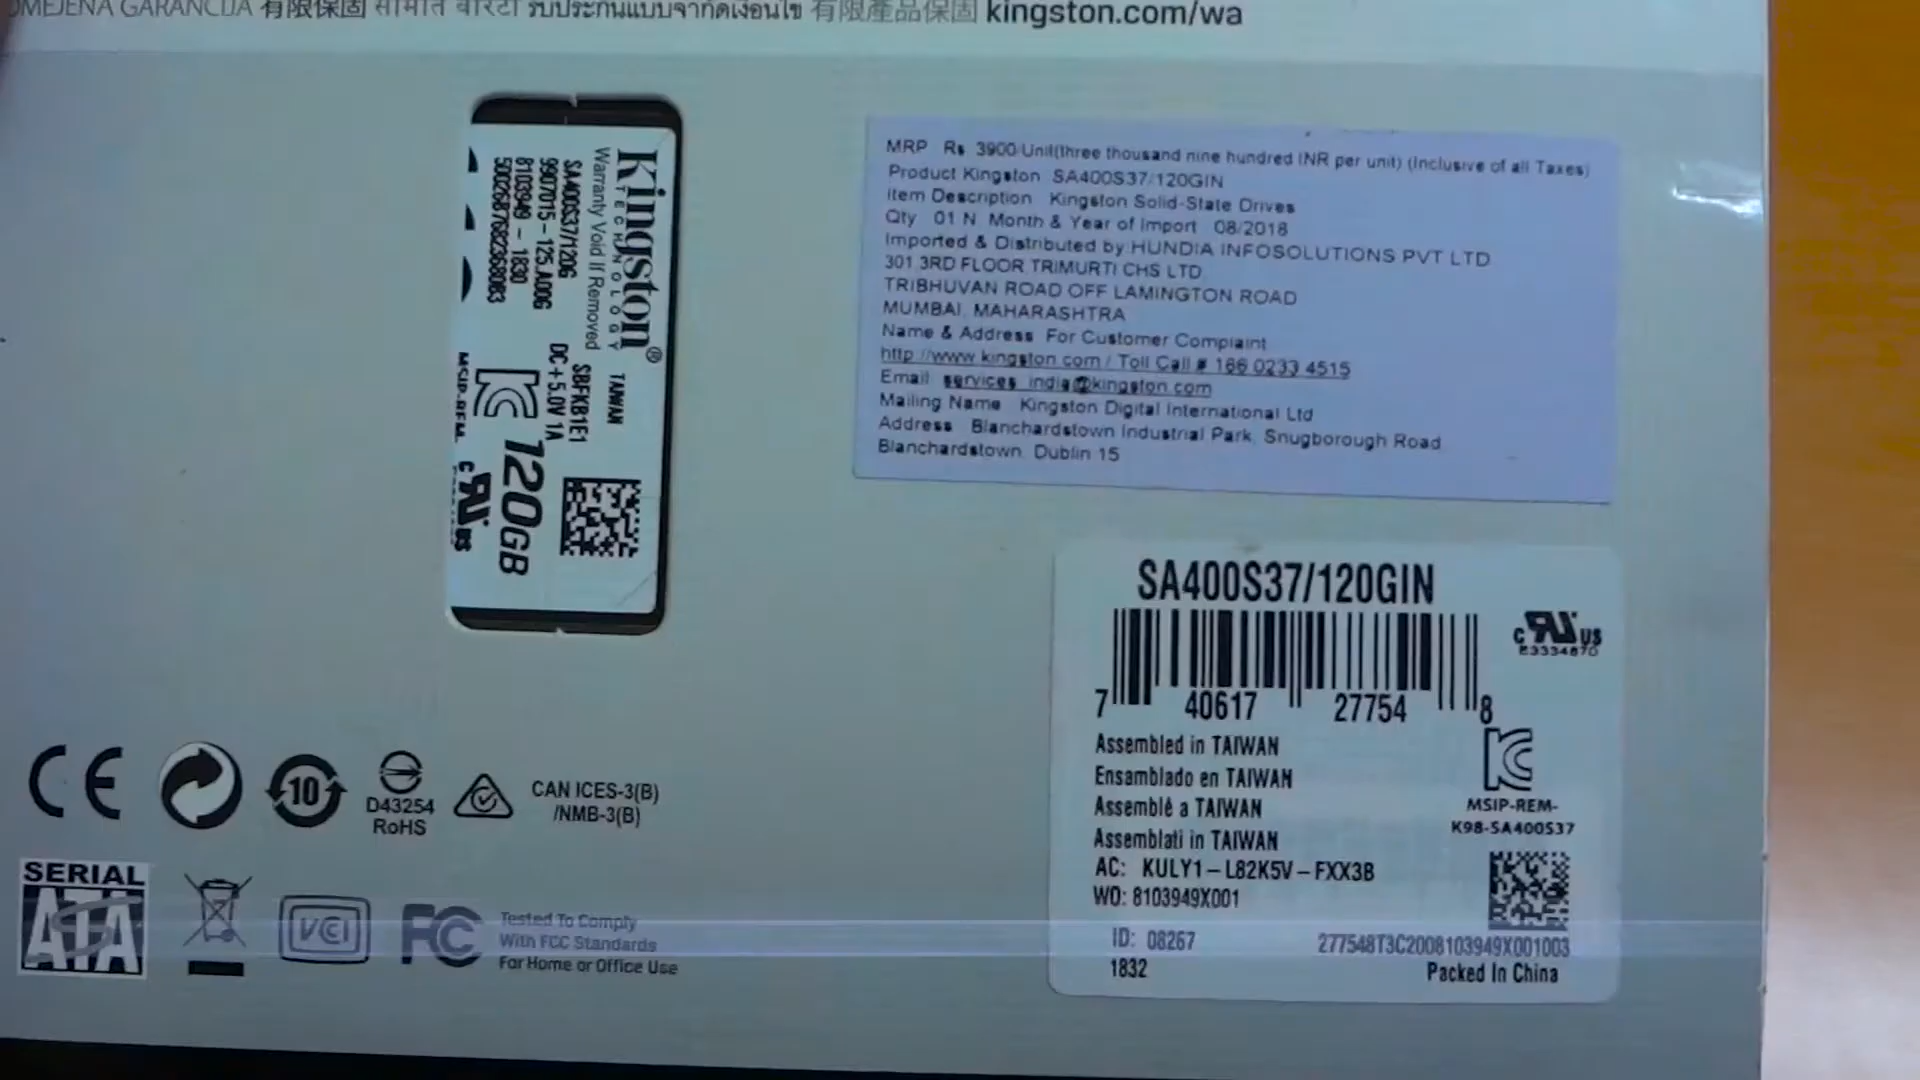 OMEJENA GARANCIJA 有限保固 सीमित वारंटी รับประกันแบบจำกัดเงื่อนไข 有限產品保固 kingston.com/wa
Kingston®
TECHNOLOGY TAIWAN
Warranty Void If Removed SBFKB1E1
SA400S37/120G DC+5.0V 1A
9907015-125.A00G
8103949-1830
50026B7682368083
120GB
MSIP-REM-
c RU us
MRP Rs 3900/Unit(three thousand nine hundred INR per unit) (Inclusive of all Taxes)
Product Kingston SA400S37/120GIN
Item Description Kingston Solid-State Drives
Qty 01 N Month & Year of Import 08/2018
Imported & Distributed by:HUNDIA INFOSOLUTIONS PVT LTD
301 3RD FLOOR TRIMURTI CHS LTD
TRIBHUVAN ROAD OFF LAMINGTON ROAD
MUMBAI, MAHARASHTRA
Name & Address For Customer Complaint
http://www.kingston.com / Toll Call # 166 0233 4515
Email services_india@kingston.com
Mailing Name Kingston Digital International Ltd
Address Blanchardstown Industrial Park, Snugborough Road
Blanchardstown, Dublin 15
SA400S37/120GIN
7 40617 27754 8
c RU us
E333487D
Assembled in TAIWAN
Ensamblado en TAIWAN
Assemblé a TAIWAN
Assemblati in TAIWAN
MSIP-REM-
K98-SA400S37
AC: KULY1-L82K5V-FXX3B
WO: 8103949X001
ID: 08267
1832
277548T3C2008103949X001003
Packed In China
CE
10
D43254
RoHS
CAN ICES-3(B)
/NMB-3(B)
SERIAL
ATA
VCI
FC
Tested To Comply
With FCC Standards
For Home or Office Use